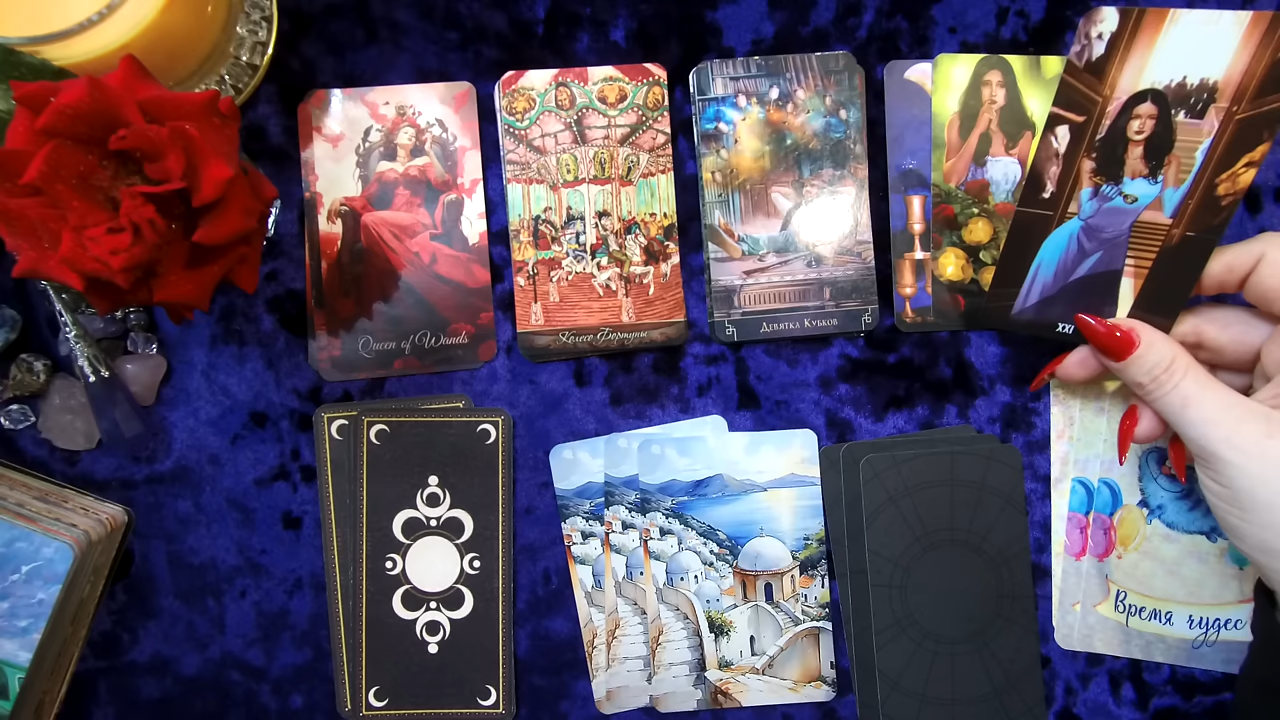 Queen of Wands
Колесо Фортуны
Девятка Кубков
XXI
Время чудес